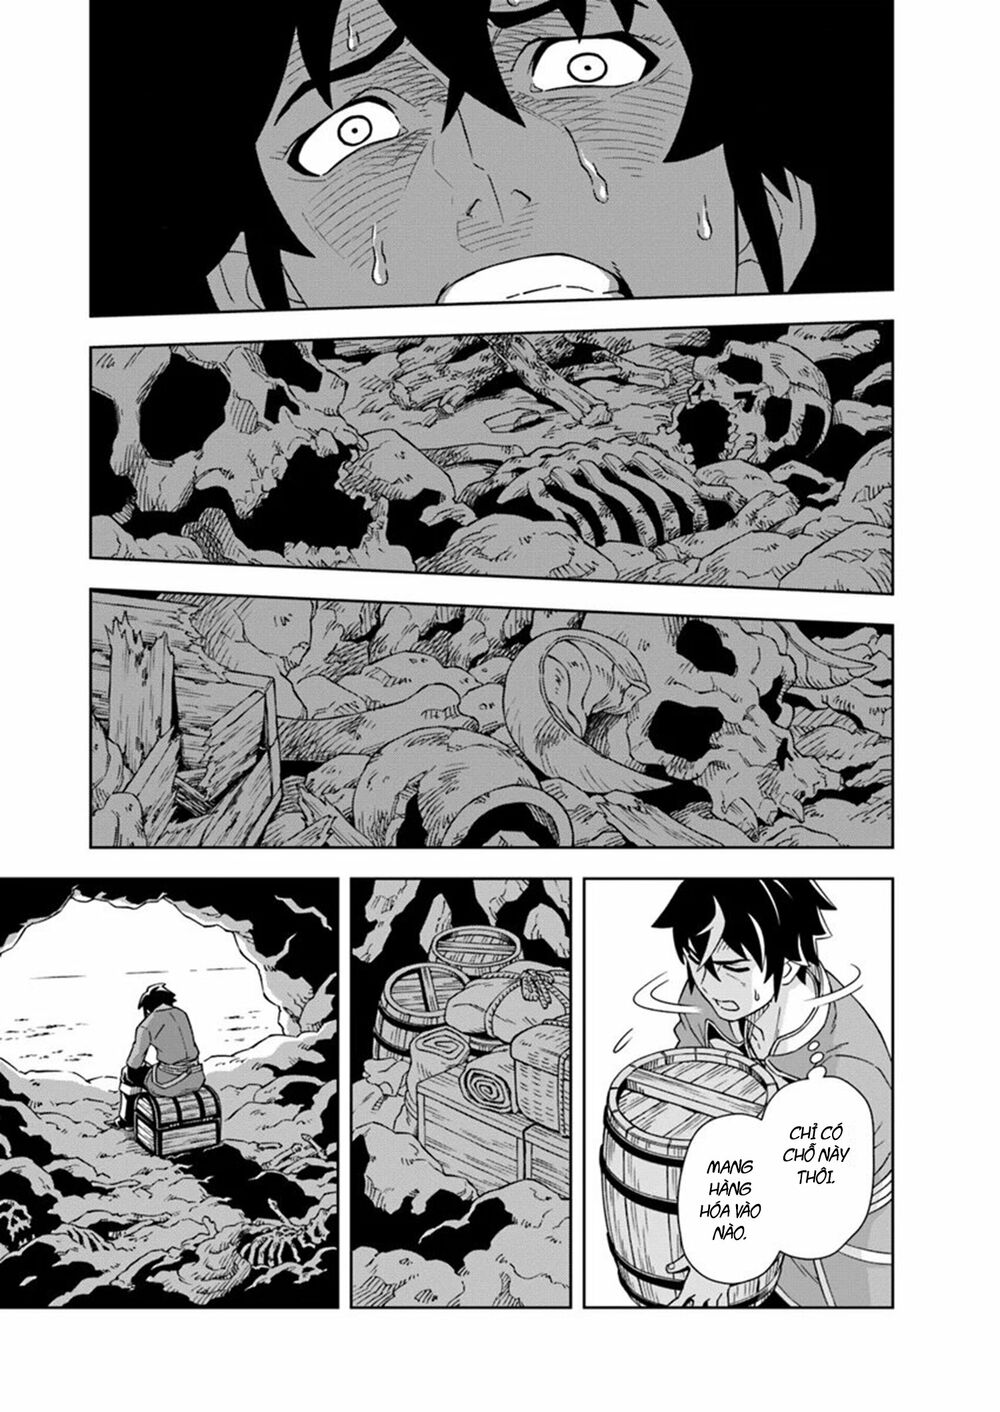 CHỈ CÓ
CHỖ NÀY
THÔI.
MANG
HÀNG
HÓA VÀO
NÀO.